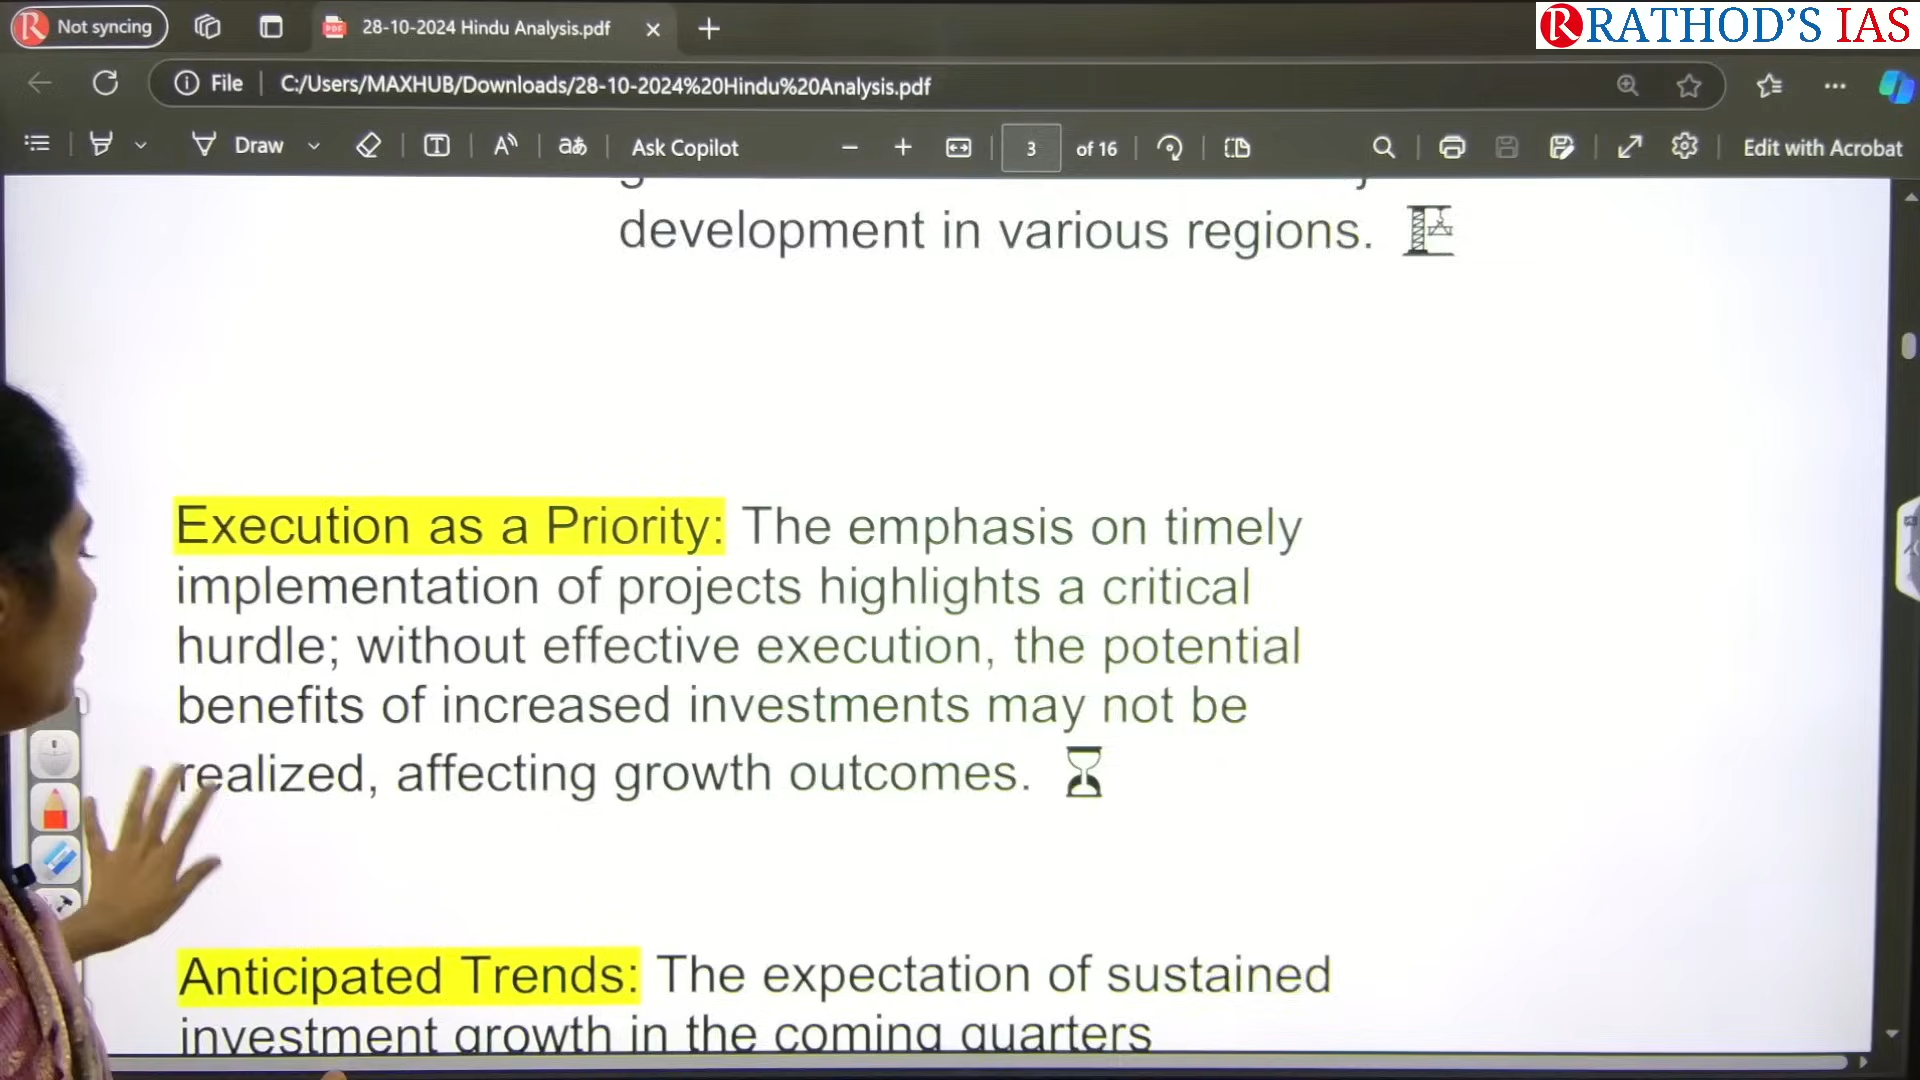 Not syncing
28-10-2024 Hindu Analysis.pdf
RATHOD'S IAS
File
C:/Users/MAXHUB/Downloads/28-10-2024%20Hindu%20Analysis.pdf
Draw
Ask Copilot
3
of 16
Edit with Acrobat
development in various regions.
Execution as a Priority: The emphasis on timely
implementation of projects highlights a critical
hurdle; without effective execution, the potential
benefits of increased investments may not be
realized, affecting growth outcomes.
Anticipated Trends: The expectation of sustained
investment growth in the coming quarters